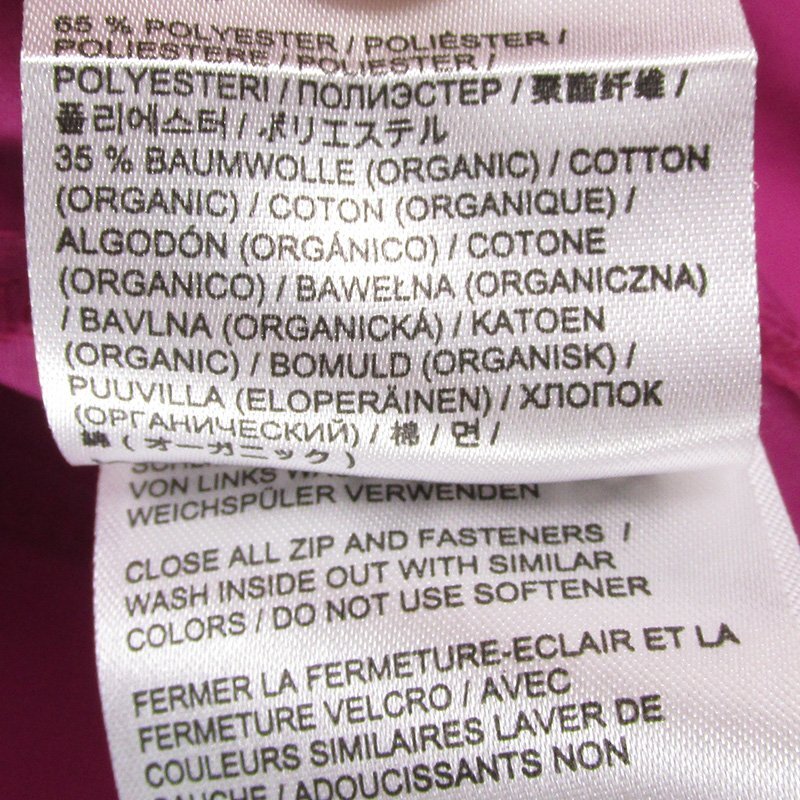 65 % POLYESTER / POLIÉSTER /
POLIESTERE / POLIESTER /
POLYESTERI / ПОЛИЭСТЕР / 聚酯纤维 /
폴리에스터 / ポリエステル
35 % BAUMWOLLE (ORGANIC) / COTTON
(ORGANIC) / COTON (ORGANIQUE) /
ALGODÓN (ORGÁNICO) / COTONE
(ORGANICO) / BAWEŁNA (ORGANICZNA)
/ BAVLNA (ORGANICKÁ) / KATOEN
(ORGANIC) / BOMULD (ORGANISK) /
PUUVILLA (ELOPERÄINEN) / ХЛОПОК
(ОРГАНИЧЕСКИЙ) / 棉 / 면 /
綿 (オーガニック)
VON LINKS
WEICHSPÜLER VERWENDEN
CLOSE ALL ZIP AND FASTENERS /
WASH INSIDE OUT WITH SIMILAR
COLORS / DO NOT USE SOFTENER
FERMER LA FERMETURE-ECLAIR ET LA
FERMETURE VELCRO / AVEC
COULEURS SIMILAIRES LAVER DE
GAUCHE / ADOUCISSANTS NON